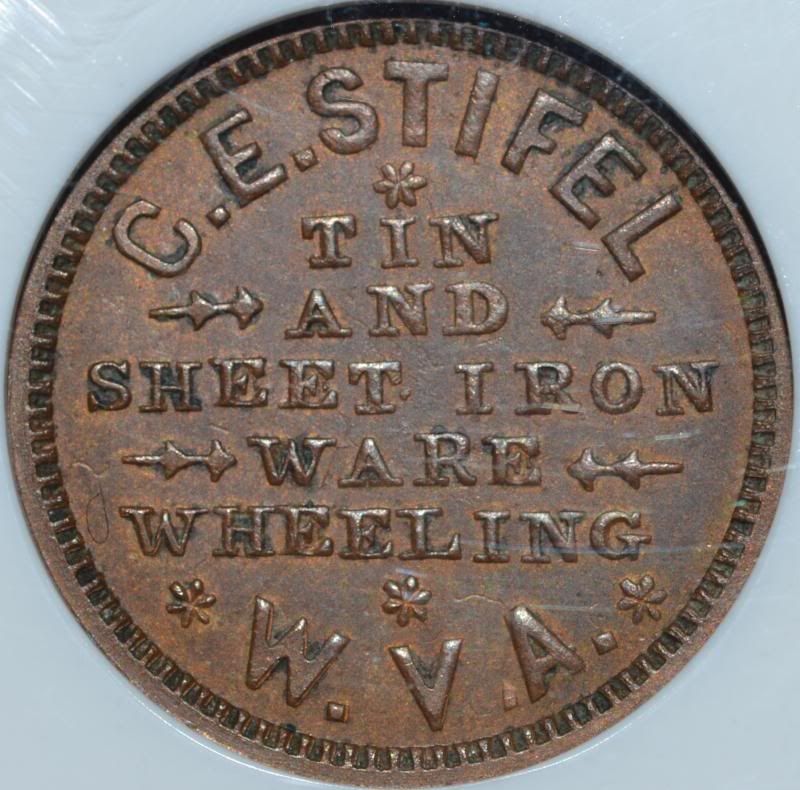 C.E.STIFEL
TIN
AND
SHEET IRON
WARE
WHEELING
W.V.A.